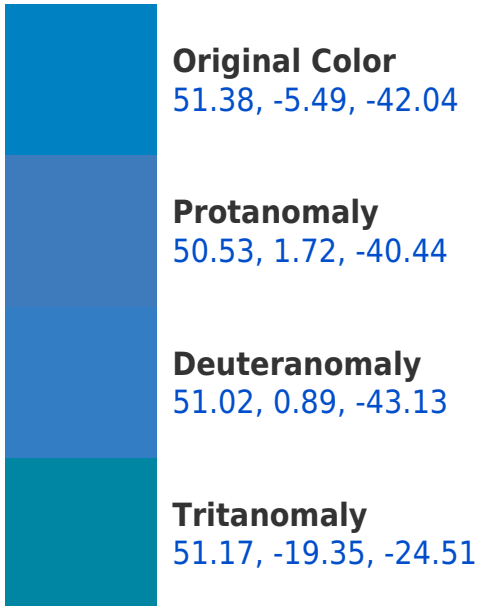 Original Color
51.38, -5.49, -42.04
Protanomaly
50.53, 1.72, -40.44
Deuteranomaly
51.02, 0.89, -43.13
Tritanomaly
51.17, -19.35, -24.51